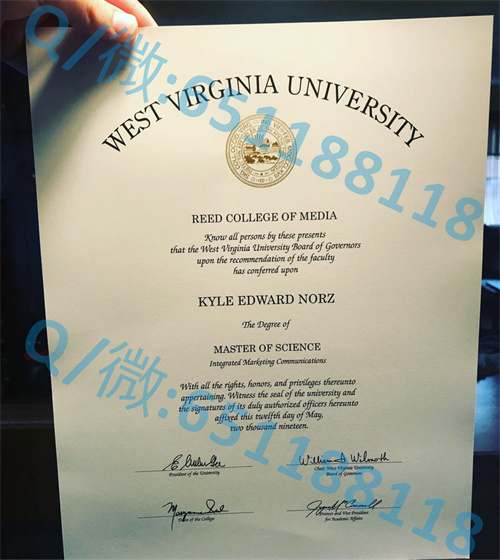 Q/微:6511188118
WEST VIRGINIA UNIVERSITY
REED COLLEGE OF MEDIA
Know all persons by these presents
that the West Virginia University Board of Governors
upon the recommendation of the faculty
has conferred upon
KYLE EDWARD NORZ
The Degree of
MASTER OF SCIENCE
Integrated Marketing Communications
With all the rights, honors, and privileges thereunto
appertaining. Witness the seal of the university and
the signatures of its duly authorized officers hereunto
affixed this twelfth day of May,
two thousand nineteen.
President of the University
Chair, West Virginia University
Board of Governors
Dean of the College
Provost and Vice President
for Academic Affairs
Q/微:6511188118